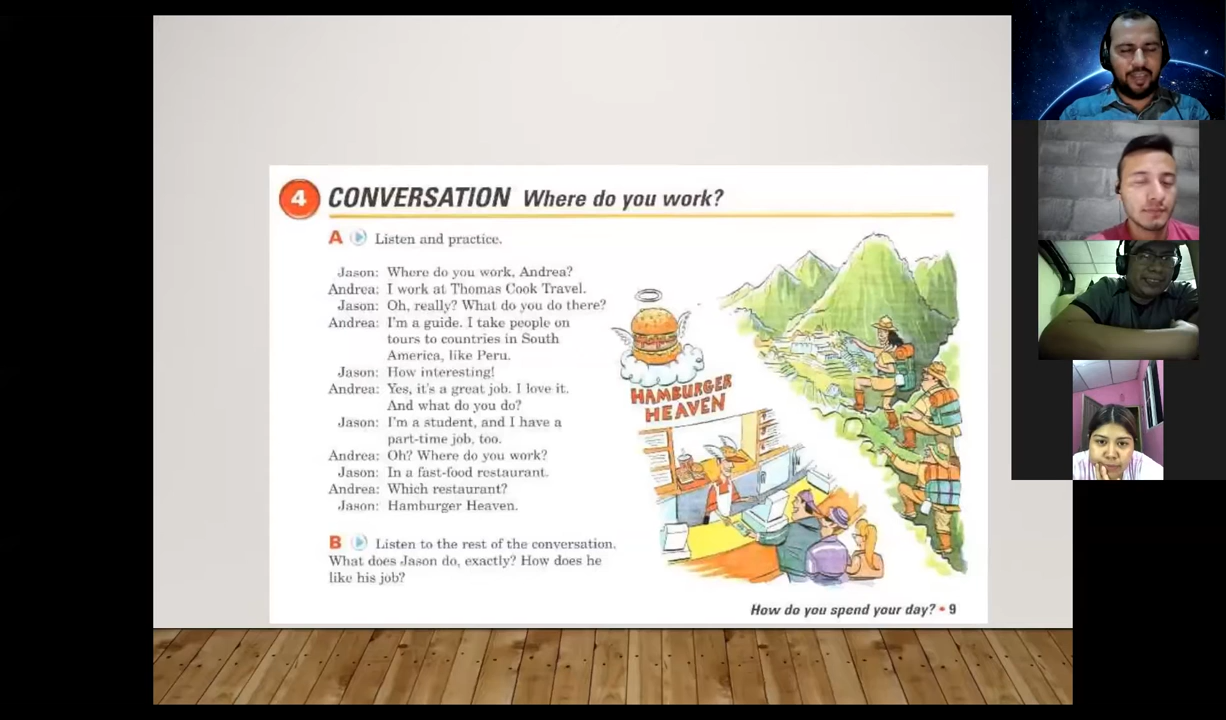 4 CONVERSATION Where do you work?
A Listen and practice.
Jason: Where do you work, Andrea?
Andrea: I work at Thomas Cook Travel.
Jason: Oh, really? What do you do there?
Andrea: I'm a guide. I take people on
tours to countries in South
America, like Peru.
Jason: How interesting!
Andrea: Yes, it's a great job. I love it.
And what do you do?
Jason: I'm a student, and I have a
part-time job, too.
Andrea: Oh? Where do you work?
Jason: In a fast-food restaurant.
Andrea: Which restaurant?
Jason: Hamburger Heaven.
HAMBURGER
HEAVEN
B Listen to the rest of the conversation.
What does Jason do, exactly? How does he
like his job?
How do you spend your day? • 9